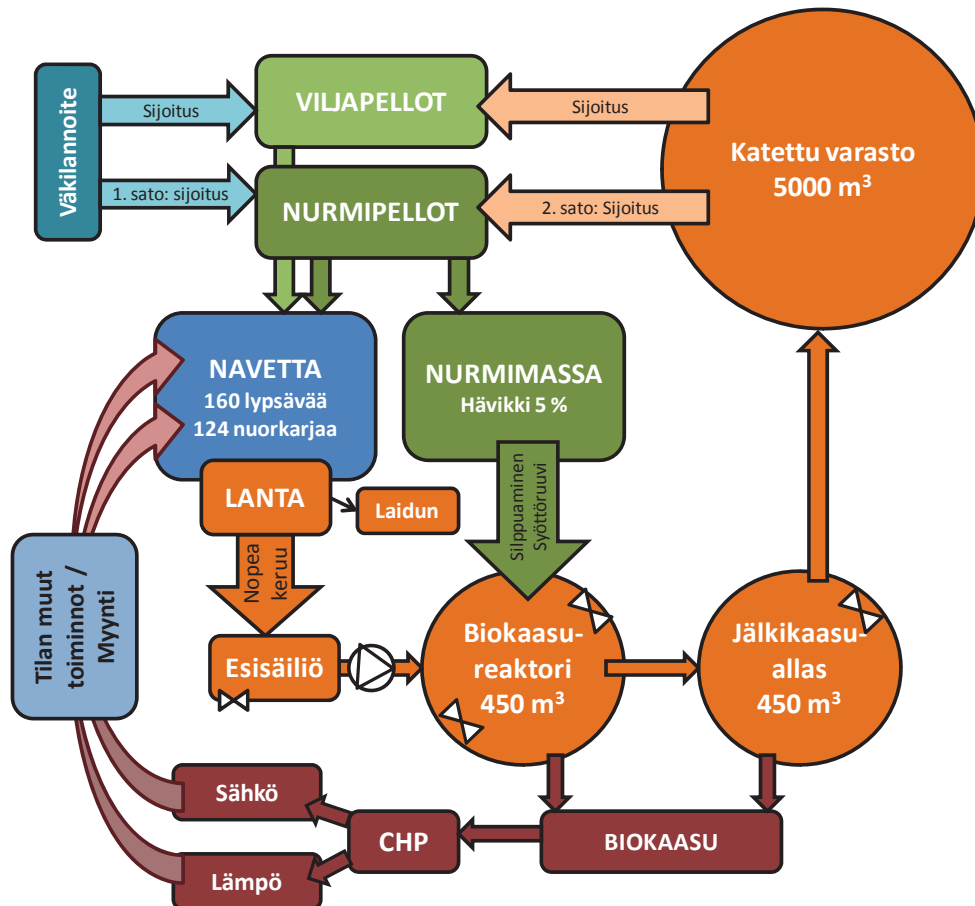 Väkilannoite
Sijoitus
VILJAPELLOT
Sijoitus
Katettu varasto
5000 m³
1. sato: sijoitus
NURMIPELLOT
2. sato: Sijoitus
NAVETTA
160 lypsävää
124 nuorkarjaa
NURMIMASSA
Hävikki 5 %
LANTA
Laidun
Nopea
keruu
Silppuaminen
Syöttöruuvi
Tilan muut
toiminnot /
Myynti
Esisäiliö
Biokaasu-
reaktori
450 m³
Jälkikaasu-
allas
450 m³
Sähkö
CHP
BIOKAASU
Lämpö